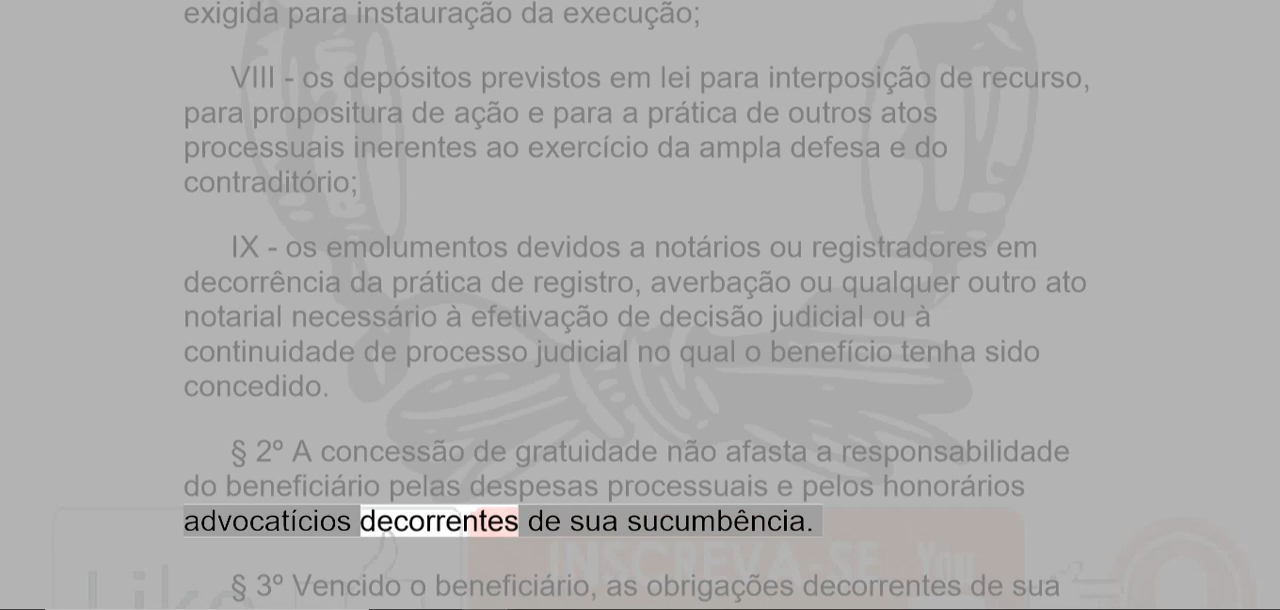 exigida para instauração da execução;
VIII - os depósitos previstos em lei para interposição de recurso,
para propositura de ação e para a prática de outros atos
processuais inerentes ao exercício da ampla defesa e do
contraditório;
IX - os emolumentos devidos a notários ou registradores em
decorrência da prática de registro, averbação ou qualquer outro ato
notarial necessário à efetivação de decisão judicial ou à
continuidade de processo judicial no qual o benefício tenha sido
concedido.
§ 2º A concessão de gratuidade não afasta a responsabilidade
do beneficiário pelas despesas processuais e pelos honorários
advocatícios decorrentes de sua sucumbência.
INSCREVA-SE You
§ 3º Vencido o beneficiário, as obrigações decorrentes de sua
Like